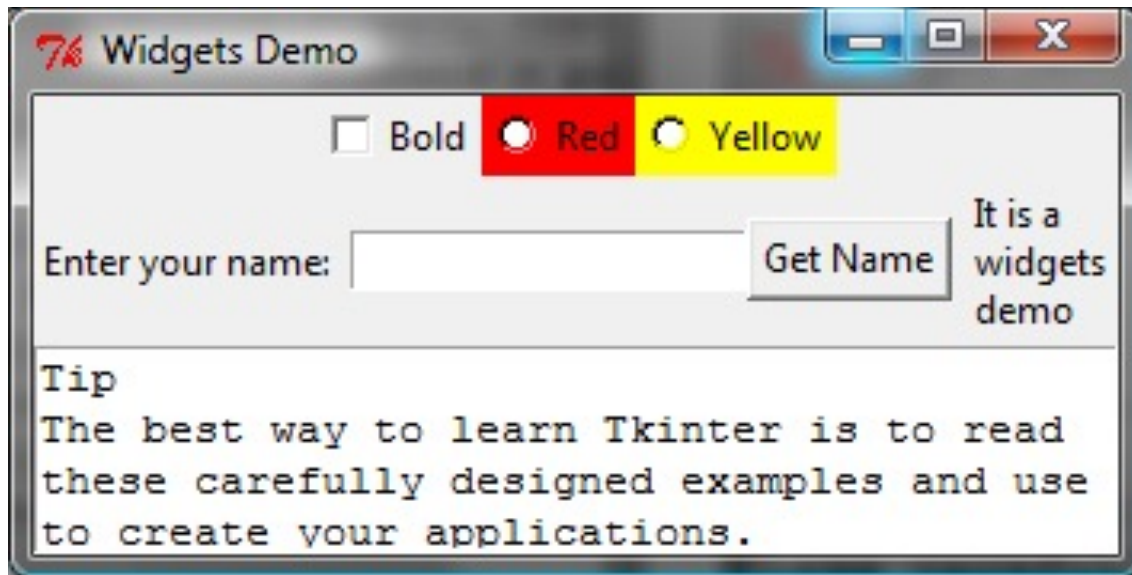 Widgets Demo
Bold Red Yellow
Enter your name: Get Name
It is a
widgets
demo
Tip
The best way to learn Tkinter is to read
these carefully designed examples and use
to create your applications.